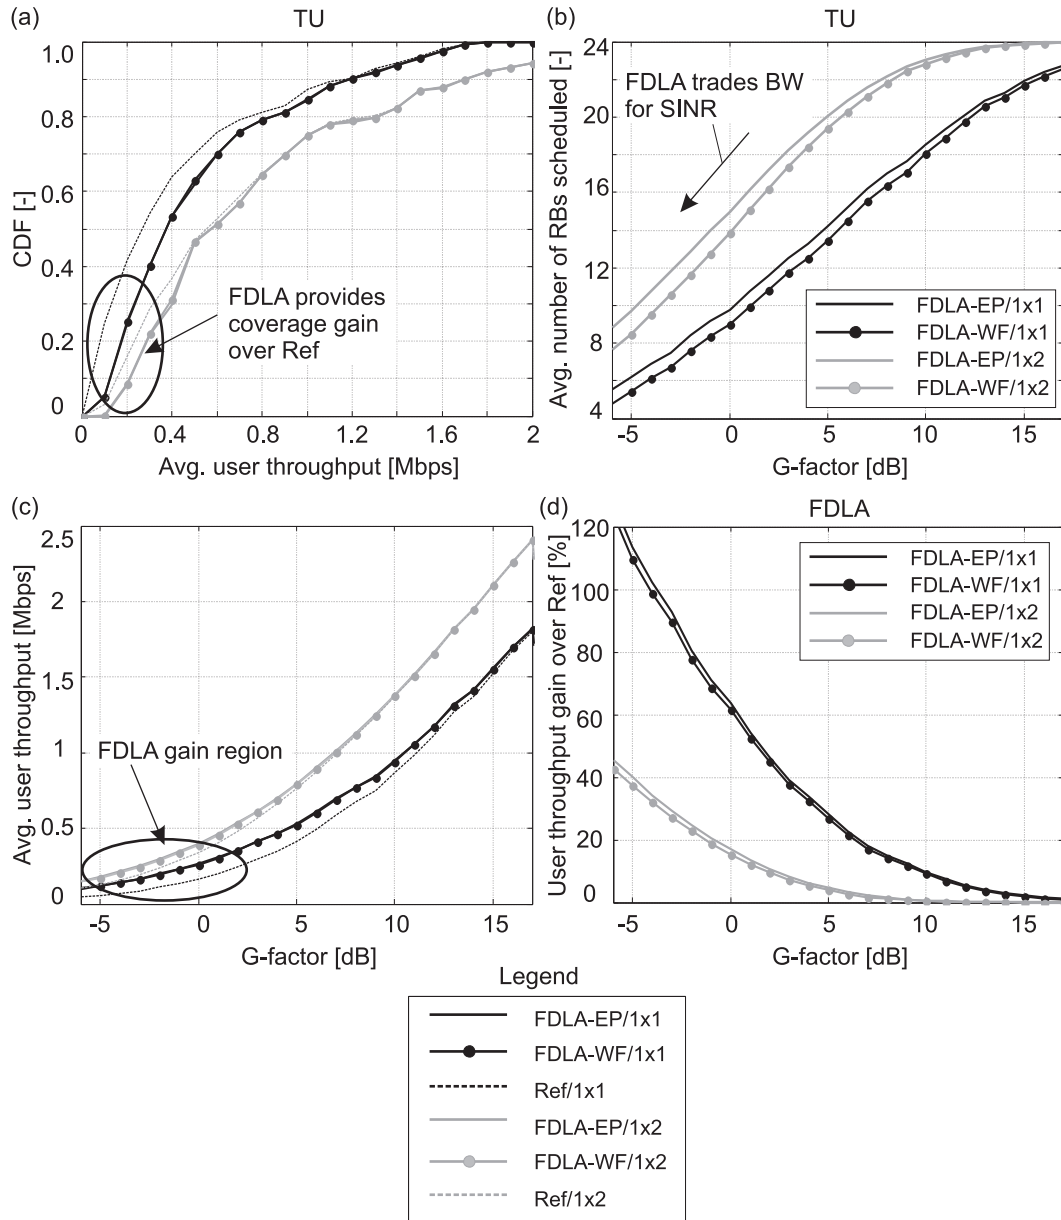 (a)
TU
1.0
0.8
0.6
0.4
0.2
0
CDF [-]
FDLA provides
coverage gain
over Ref
0
0.4
0.8
1.2
1.6
2
Avg. user throughput [Mbps]
(b)
TU
24
22
20
16
12
8
4
Avg. number of RBs scheduled [-]
FDLA trades BW
for SINR
FDLA-EP/1x1
FDLA-WF/1x1
FDLA-EP/1x2
FDLA-WF/1x2
-5
0
5
10
15
G-factor [dB]
(c)
2.5
2
1.5
1
0.5
0
Avg. user throughput [Mbps]
FDLA gain region
-5
0
5
10
15
G-factor [dB]
(d)
FDLA
120
100
80
60
40
20
0
User throughput gain over Ref [%]
FDLA-EP/1x1
FDLA-WF/1x1
FDLA-EP/1x2
FDLA-WF/1x2
-5
0
5
10
15
G-factor [dB]
Legend
FDLA-EP/1x1
FDLA-WF/1x1
Ref/1x1
FDLA-EP/1x2
FDLA-WF/1x2
Ref/1x2